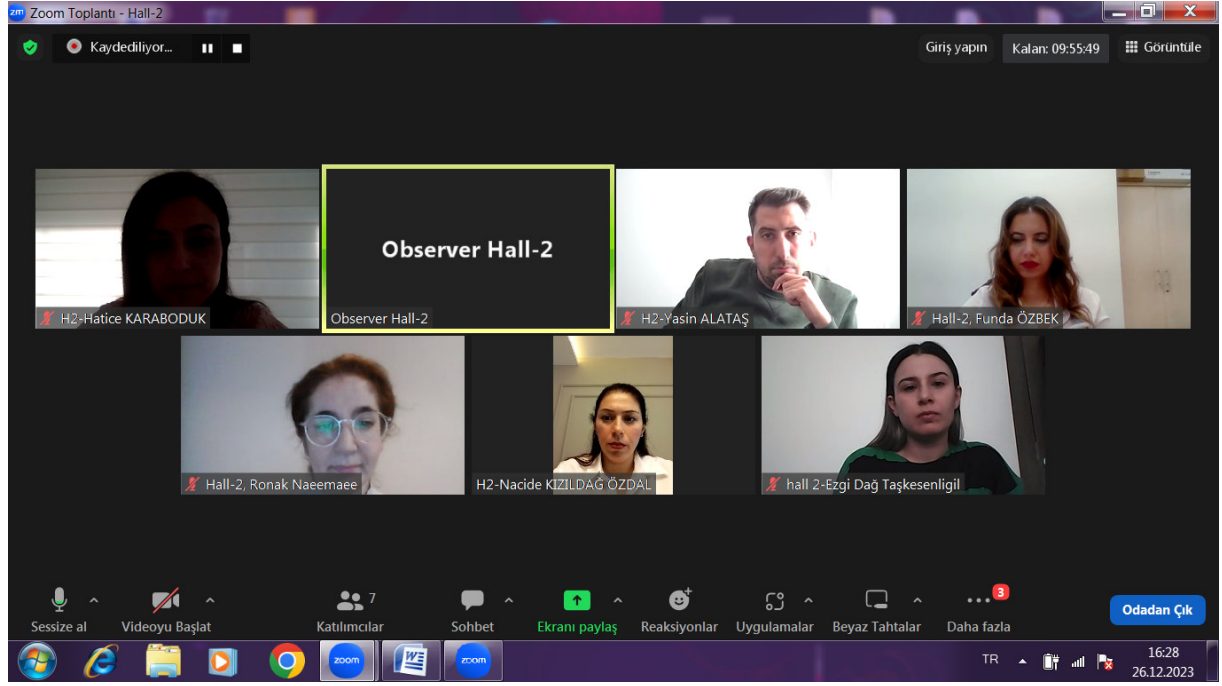 Zoom Toplantı - Hall-2
Kaydediliyor...
Giriş yapın
Kalan: 09:55:49
Görüntüle
H2-Hatice KARABODUK
Observer Hall-2
Observer Hall-2
H2-Yasin ALATAŞ
Hall-2, Funda ÖZBEK
Hall-2, Ronak Naeemaee
H2-Nacide KIZILDAĞ ÖZDAL
hall 2-Ezgi Dağ Taşkesenligil
7
3
Sessize al
Videoyu Başlat
Katılımcılar
Sohbet
Ekranı paylaş
Reaksiyonlar
Uygulamalar
Beyaz Tahtalar
Daha fazla
Odadan Çık
zoom
zoom
TR
16:28
26.12.2023